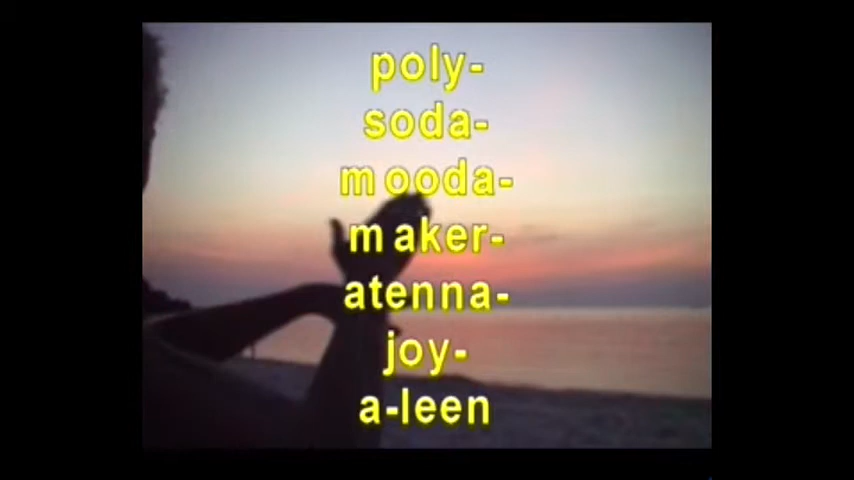 poly-
soda-
mooda-
maker-
atenna-
joy-
a-leen